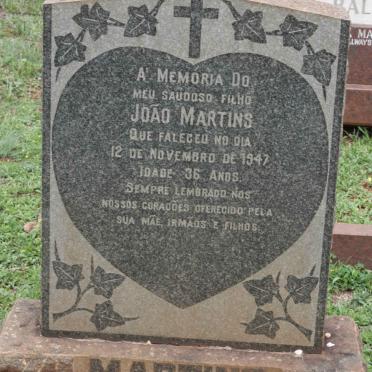 Á MEMORIA DO
MEU SAUDOSO FILHO
JOÃO MARTINS
QUE FALECEU NO DIA
12 DE NOVEMBRO DE 1947
IDADE 36 ANOS.
SEMPRE LEMBRADO NOS
NOSSOS CORAÇÕES OFERECIDO PELA
SUA MÃE, IRMÃOS E FILHOS.